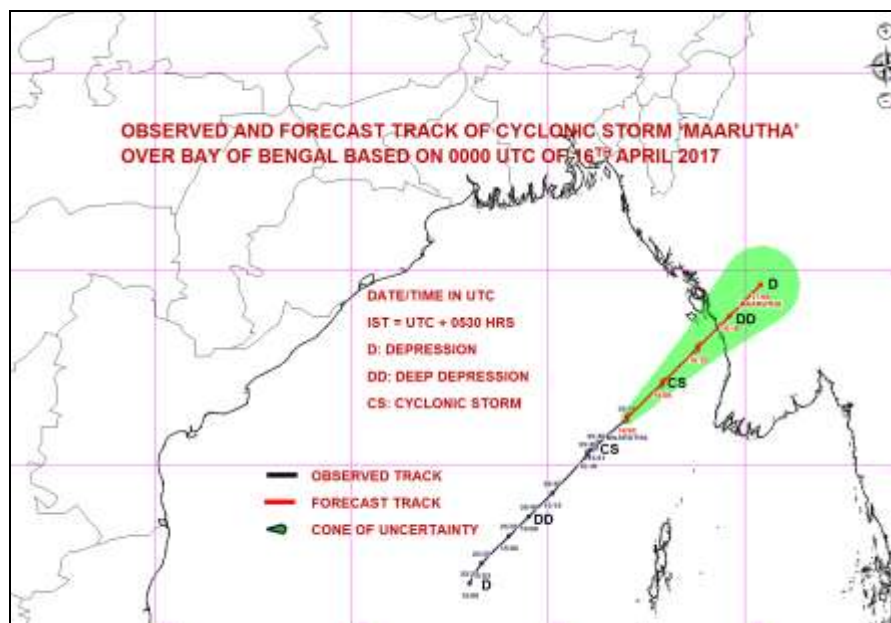 OBSERVED AND FORECAST TRACK OF CYCLONIC STORM 'MAARUTHA'
OVER BAY OF BENGAL BASED ON 0000 UTC OF 16TH APRIL 2017
DATE/TIME IN UTC
IST = UTC + 0530 HRS
D: DEPRESSION
DD: DEEP DEPRESSION
CS: CYCLONIC STORM
OBSERVED TRACK
FORECAST TRACK
CONE OF UNCERTAINTY
D
MAARUTHA
DD
CS
MAARUTHA
CS
DD
D